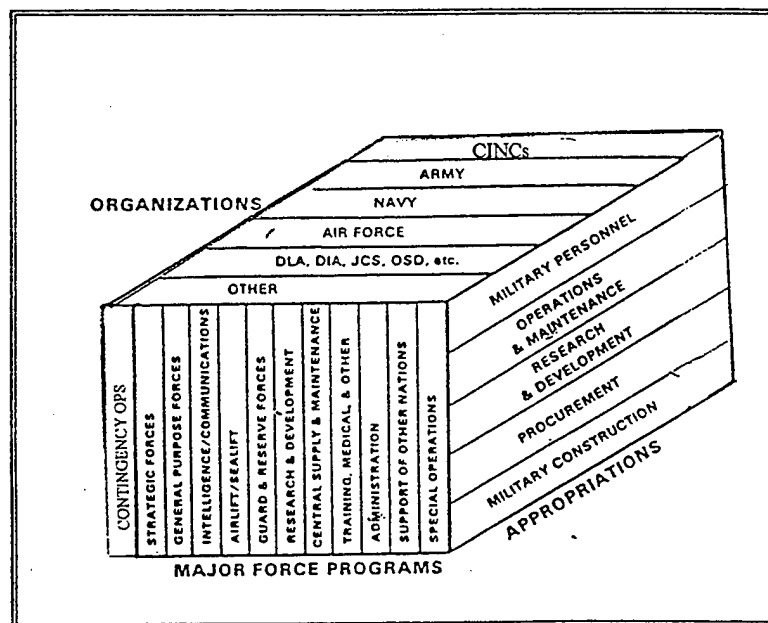 CINCs
ARMY
NAVY
AIR FORCE
DLA, DIA, JCS, OSD, etc.
OTHER
ORGANIZATIONS
CONTINGENCY OPS
STRATEGIC FORCES
GENERAL PURPOSE FORCES
INTELLIGENCE/COMMUNICATIONS
AIRLIFT/SEALIFT
GUARD & RESERVE FORCES
RESEARCH & DEVELOPMENT
CENTRAL SUPPLY & MAINTENANCE
TRAINING, MEDICAL, & OTHER
ADMINISTRATION
SUPPORT OF OTHER NATIONS
SPECIAL OPERATIONS
MAJOR FORCE PROGRAMS
MILITARY PERSONNEL
OPERATIONS
& MAINTENANCE
RESEARCH
& DEVELOPMENT
PROCUREMENT
MILITARY CONSTRUCTION
APPROPRIATIONS